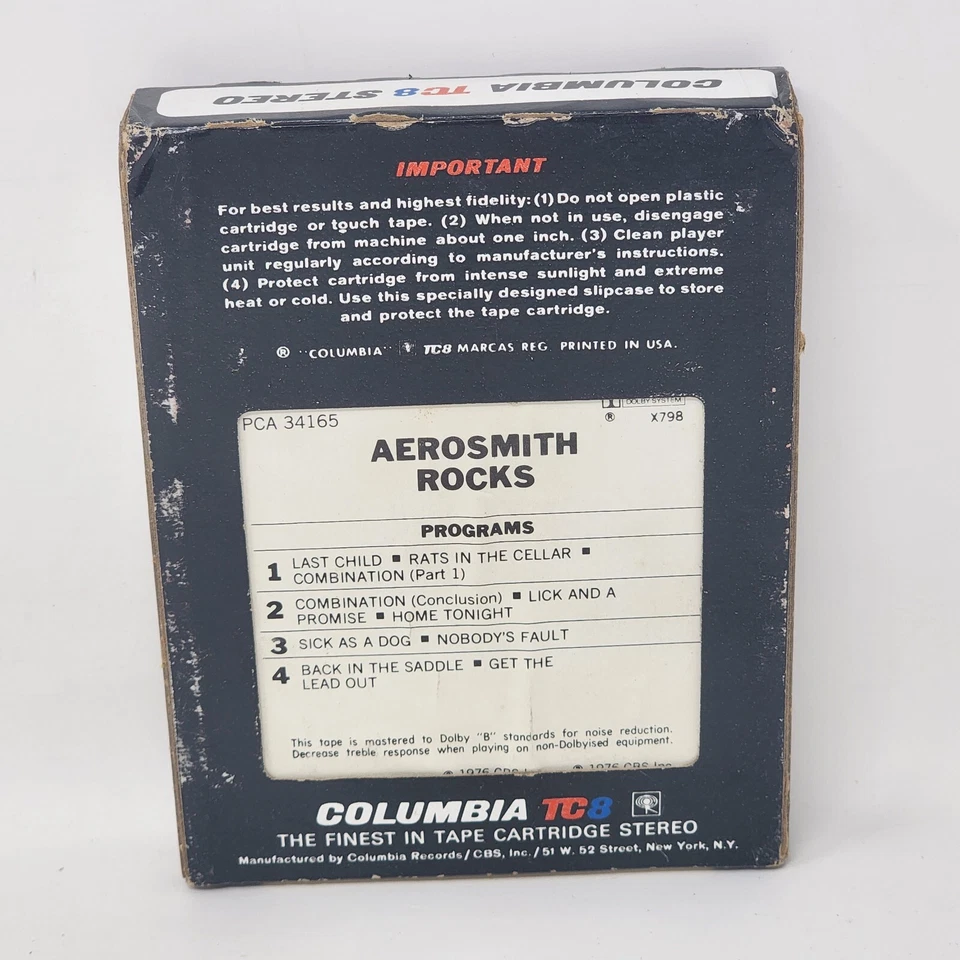 COLUMBIA TC8 STEREO
IMPORTANT
For best results and highest fidelity: (1) Do not open plastic
cartridge or touch tape. (2) When not in use, disengage
cartridge from machine about one inch. (3) Clean player
unit regularly according to manufacturer's instructions.
(4) Protect cartridge from intense sunlight and extreme
heat or cold. Use this specially designed slipcase to store
and protect the tape cartridge.
® "COLUMBIA" TC8 MARCAS REG. PRINTED IN USA.
DOLBY SYSTEM
PCA 34165 ® X798
AEROSMITH
ROCKS
PROGRAMS
1 LAST CHILD ■ RATS IN THE CELLAR ■
COMBINATION (Part 1)
2 COMBINATION (Conclusion) ■ LICK AND A
PROMISE ■ HOME TONIGHT
3 SICK AS A DOG ■ NOBODY'S FAULT
4 BACK IN THE SADDLE ■ GET THE
LEAD OUT
This tape is mastered to Dolby "B" standards for noise reduction.
Decrease treble response when playing on non-Dolbyised equipment.
1976 CBS 1976 CBS Inc.
COLUMBIA TC8
THE FINEST IN TAPE CARTRIDGE STEREO
Manufactured by Columbia Records/CBS, Inc./51 W. 52 Street, New York, N.Y.